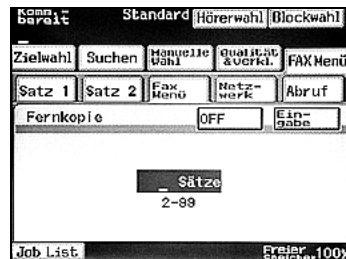 Komm.-
bereit
Standard Hörerwahl Blockwahl
Zielwahl Suchen Manuelle Wahl Qualität &Verkl. FAX Menü
Satz 1 Satz 2 Fax Menü Netz-werk Abruf
Fernkopie OFF Ein-gabe
_ Sätze
2-99
Job List Freier Speicher 100%